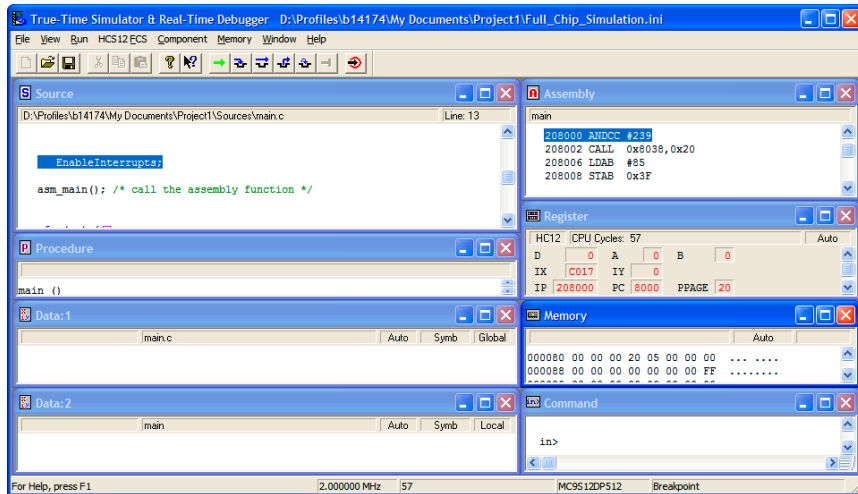 True-Time Simulator & Real-Time Debugger D:\Profiles\b14174\My Documents\Project1\Full_Chip_Simulation.ini
File View Run HCS12 FCS Component Memory Window Help
Source
D:\Profiles\b14174\My Documents\Project1\Sources\main.c Line: 13
EnableInterrupts;
asm_main(); /* call the assembly function */
Procedure
main ()
Data:1
main.c Auto Symb Global
Data:2
main Auto Symb Local
Assembly
main
208000 ANDCC #239
208002 CALL 0x8038,0x20
208006 LDAB #85
208008 STAB 0x3F
Register
HC12 CPU Cycles: 57 Auto
D 0 A 0 B 0
IX C017 IY 0
IP 208000 PC 8000 PPAGE 20
Memory
Auto
000080 00 00 00 20 05 00 00 00 ... ....
000088 00 00 00 00 00 00 00 FF ........
Command
in>
For Help, press F1 2.000000 MHz 57 MC9S12DP512 Breakpoint